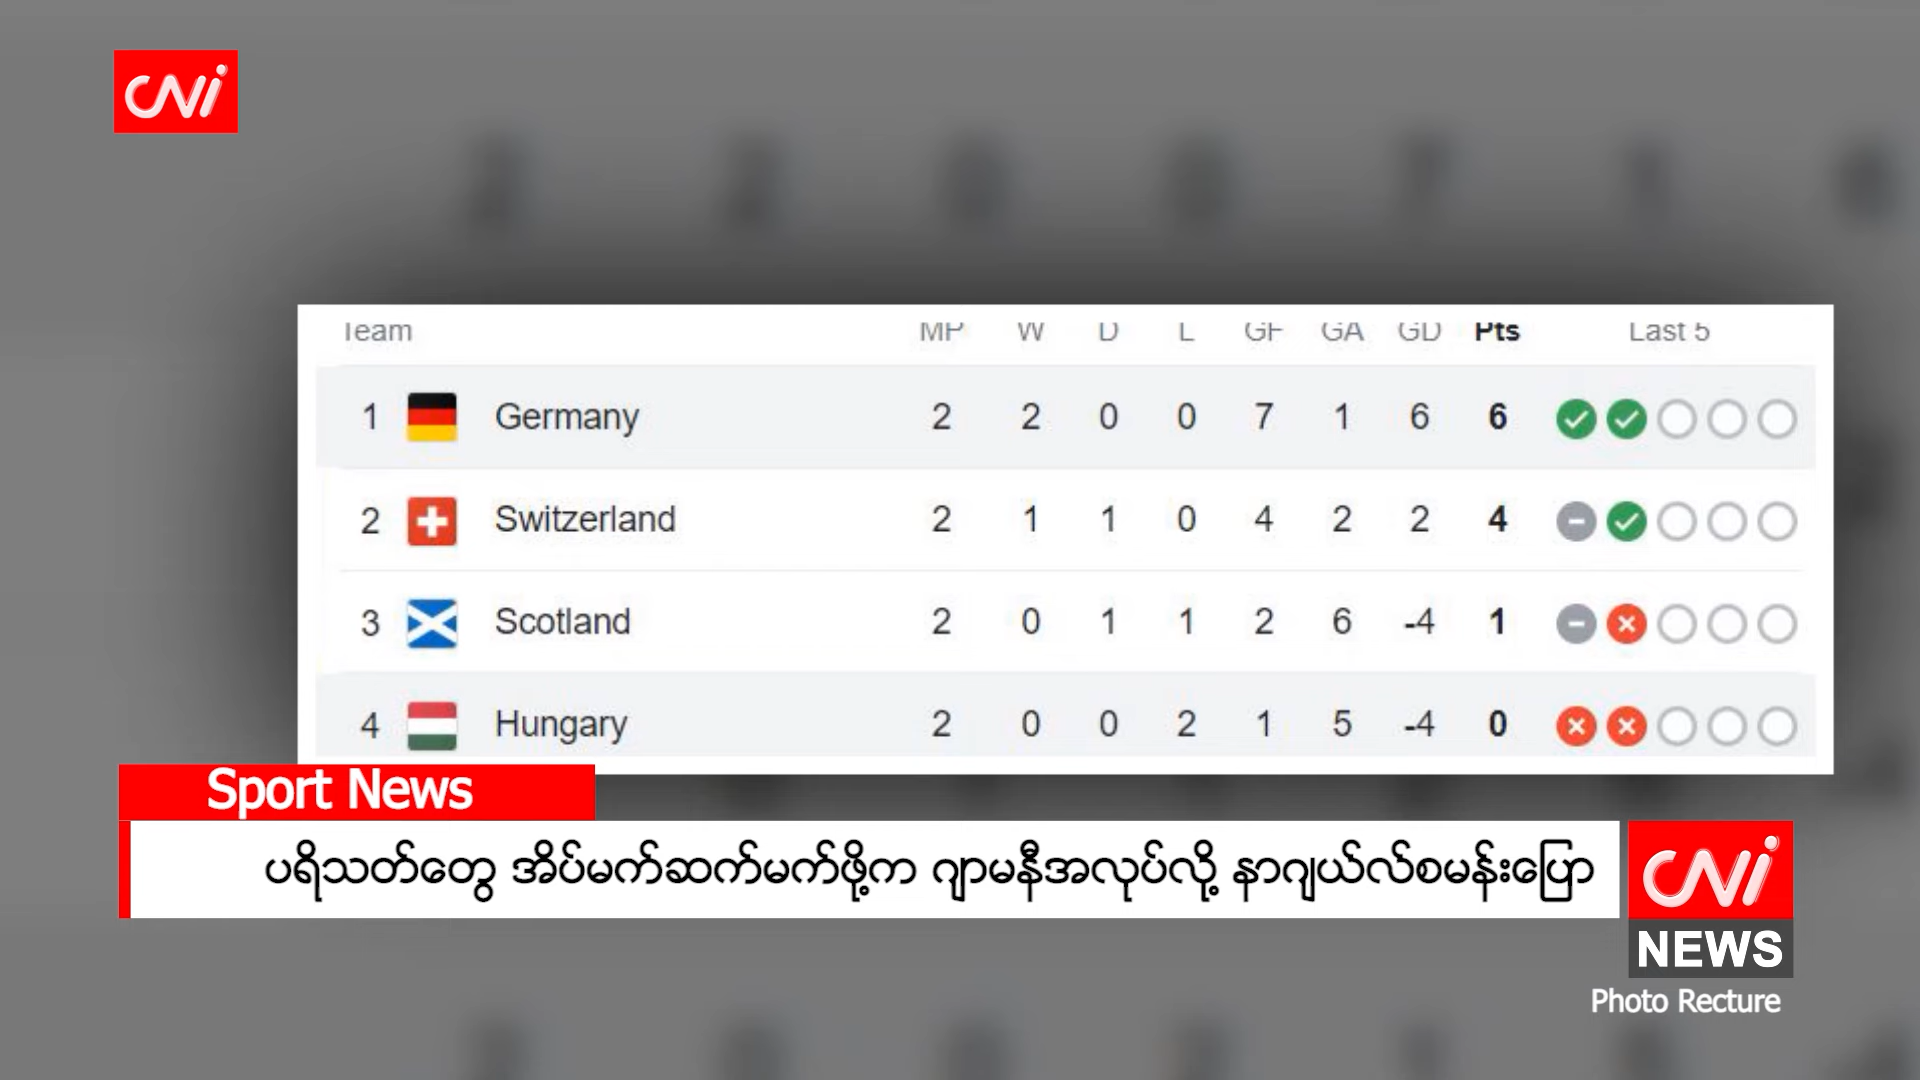 CNi
Team MP W D L GF GA GD Pts Last 5
1 Germany 2 2 0 0 7 1 6 6
2 Switzerland 2 1 1 0 4 2 2 4
3 Scotland 2 0 1 1 2 6 -4 1
4 Hungary 2 0 0 2 1 5 -4 0
Sport News
ပရိသတ်တွေ အိပ်မက်ဆက်မက်ဖို့က ဂျာမနီအလုပ်လို့ နာဂျယ်လ်စမန်းပြော
CNi
NEWS
Photo Recture